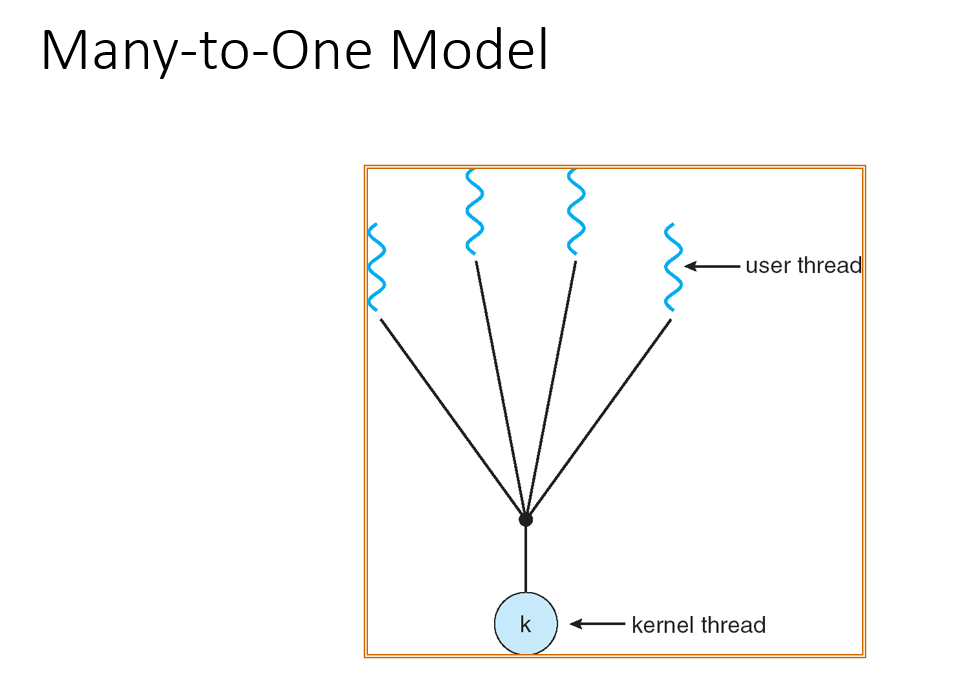 Many-to-One Model
user thread
k
kernel thread